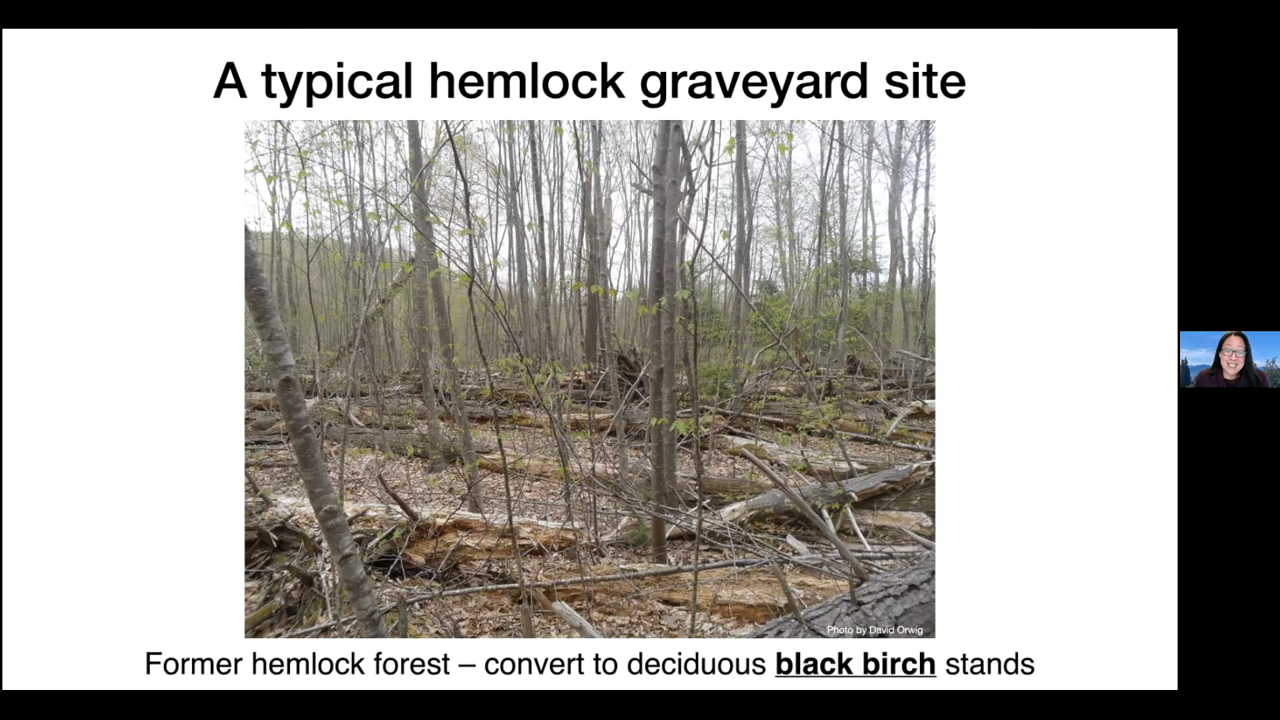 A typical hemlock graveyard site
Photo by David Orwig
Former hemlock forest – convert to deciduous black birch stands